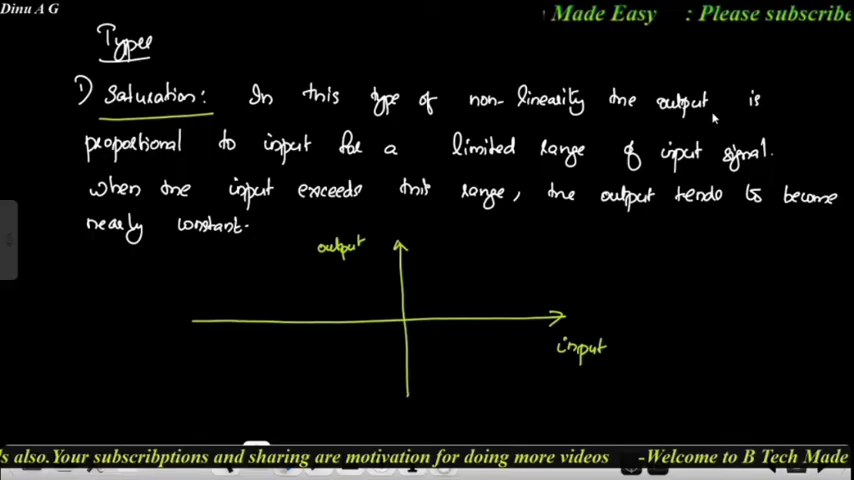 Dinu A G
Made Easy : Please subscribe
Types
1) Saturation: In this type of non-linearity the output is
proportional to input for a limited range of input signal.
When the input exceeds this range, the output tends to become
nearly constant.
output
input
ls also.Your subscribptions and sharing are motivation for doing more videos -Welcome to B Tech Made